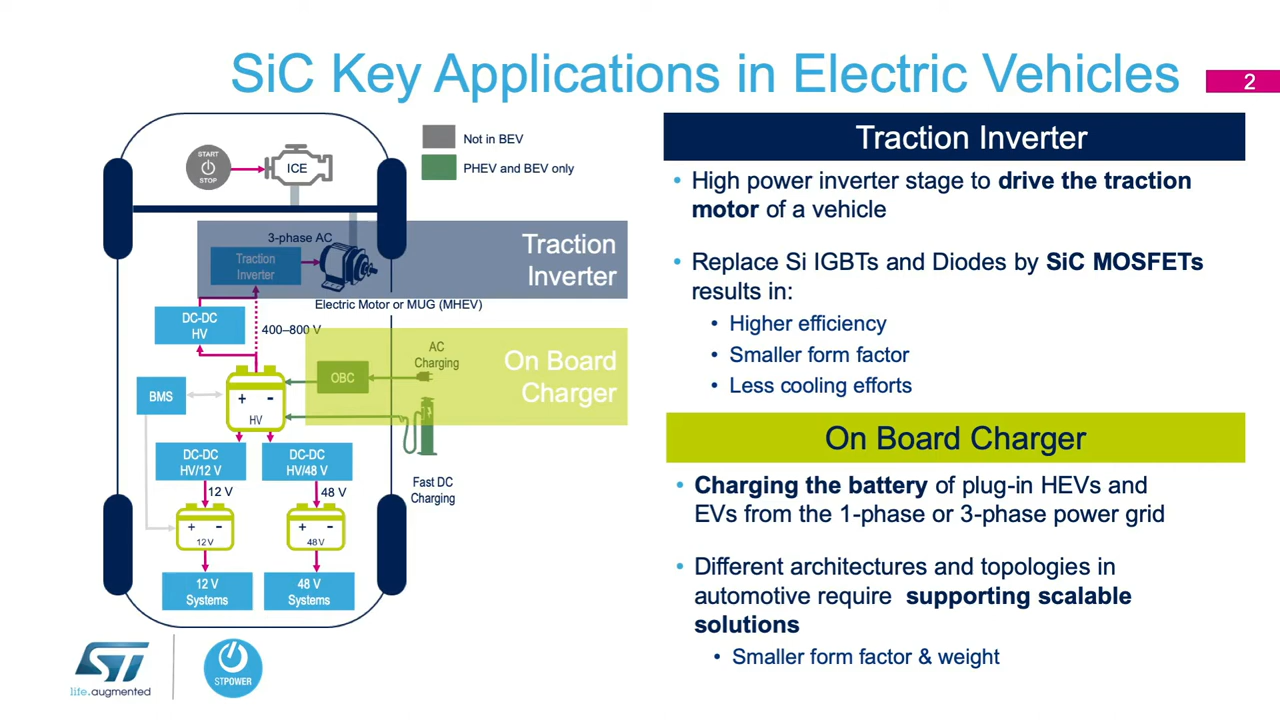 SiC Key Applications in Electric Vehicles
2
START
STOP
ICE
Not in BEV
PHEV and BEV only
3-phase AC
Traction
Inverter
Traction
Inverter
Electric Motor or MUG (MHEV)
DC-DC
HV
400–800 V
AC
Charging
OBC
On Board
Charger
BMS
+ -
HV
DC-DC
HV/12 V
DC-DC
HV/48 V
12 V
48 V
Fast DC
Charging
+ -
12 V
+ -
48 V
12 V
Systems
48 V
Systems
ST
life.augmented
STPOWER
Traction Inverter
• High power inverter stage to drive the traction
motor of a vehicle
• Replace Si IGBTs and Diodes by SiC MOSFETs
results in:
• Higher efficiency
• Smaller form factor
• Less cooling efforts
On Board Charger
• Charging the battery of plug-in HEVs and
EVs from the 1-phase or 3-phase power grid
• Different architectures and topologies in
automotive require supporting scalable
solutions
• Smaller form factor & weight